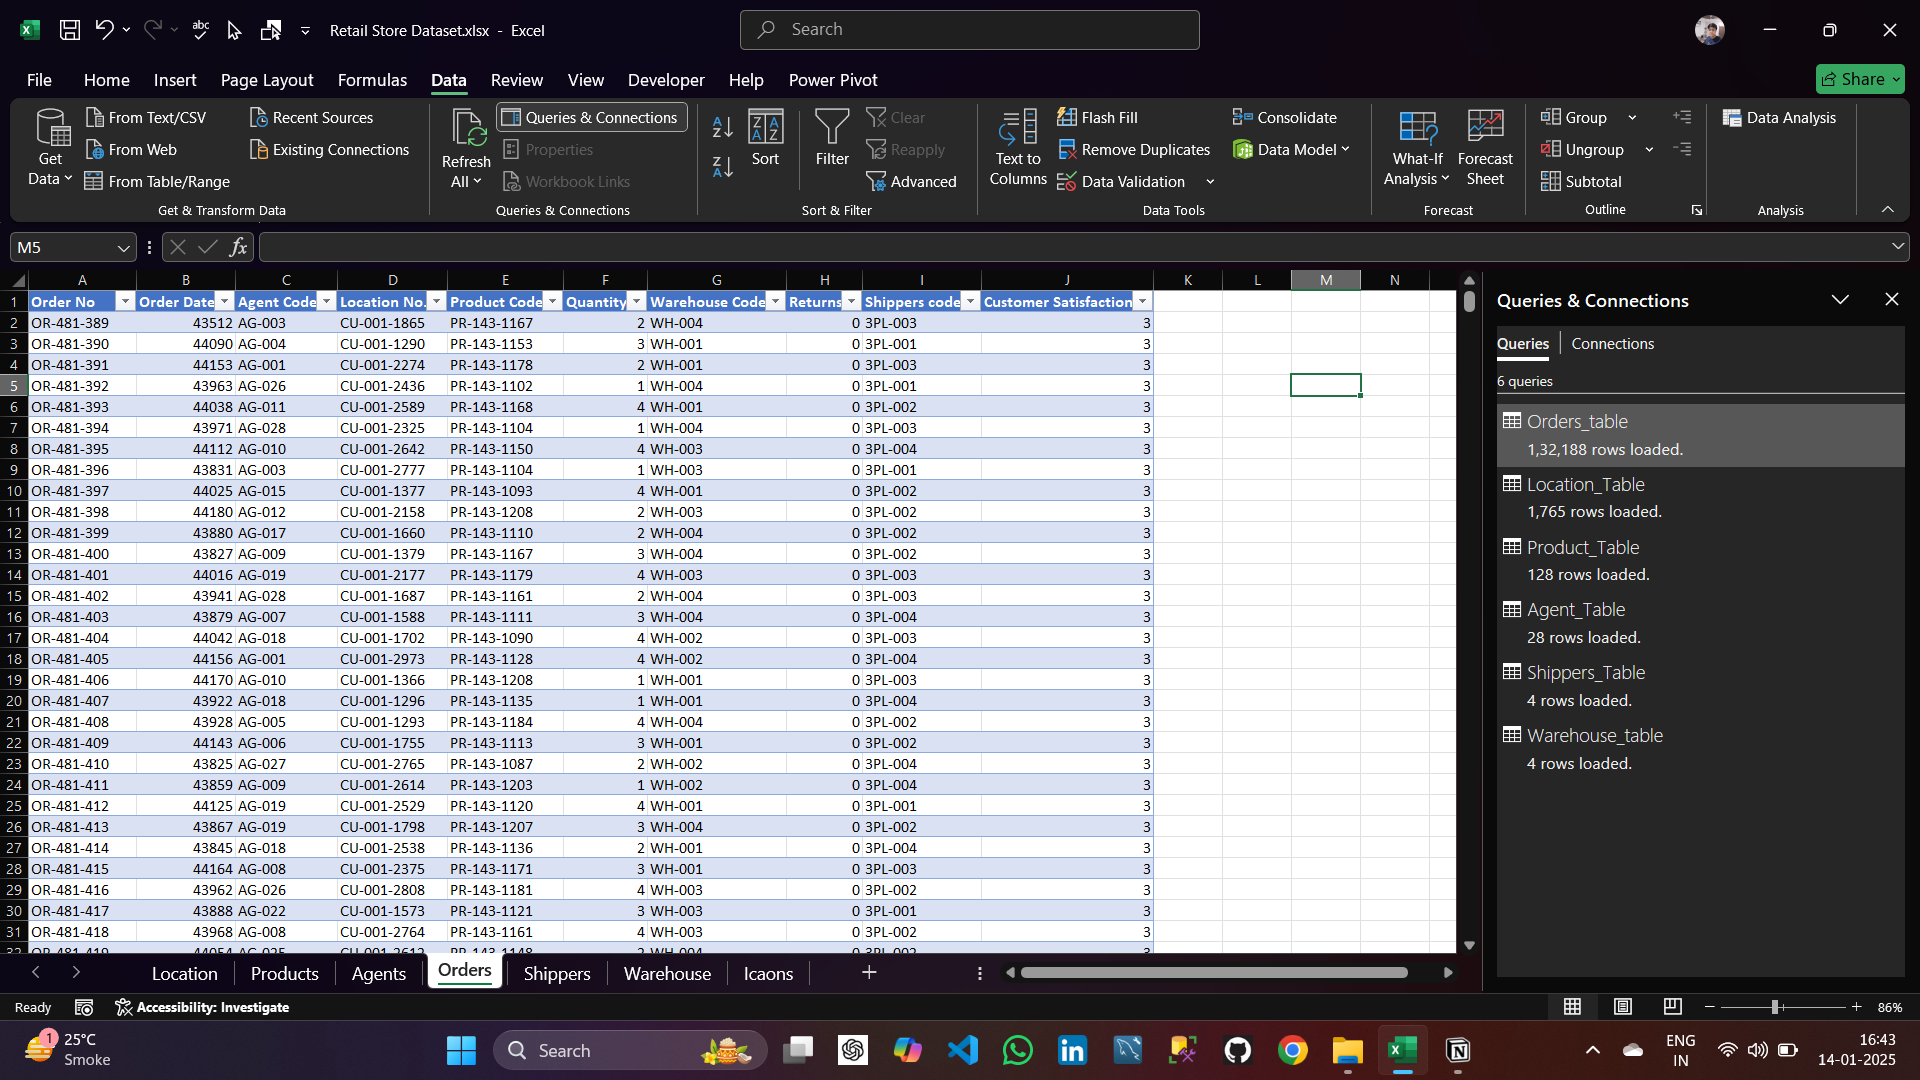 Retail Store Dataset.xlsx - Excel
Search
File Home Insert Page Layout Formulas Data Review View Developer Help Power Pivot
Share
Get Data
From Text/CSV
From Web
From Table/Range
Recent Sources
Existing Connections
Get & Transform Data
Refresh All
Queries & Connections
Properties
Workbook Links
Queries & Connections
Sort
Filter
Clear
Reapply
Advanced
Sort & Filter
Text to Columns
Flash Fill
Remove Duplicates
Data Validation
Consolidate
Data Model
Data Tools
What-If Analysis
Forecast Sheet
Forecast
Group
Ungroup
Subtotal
Outline
Data Analysis
Analysis
M5
fx
A B C D E F G H I J K L M N
1 Order No Order Date Agent Code Location No. Product Code Quantity Warehouse Code Returns Shippers code Customer Satisfaction
2 OR-481-389 43512 AG-003 CU-001-1865 PR-143-1167 2 WH-004 0 3PL-003 3
3 OR-481-390 44090 AG-004 CU-001-1290 PR-143-1153 3 WH-001 0 3PL-001 3
4 OR-481-391 44153 AG-001 CU-001-2274 PR-143-1178 2 WH-001 0 3PL-003 3
5 OR-481-392 43963 AG-026 CU-001-2436 PR-143-1102 1 WH-004 0 3PL-001 3
6 OR-481-393 44038 AG-011 CU-001-2589 PR-143-1168 4 WH-001 0 3PL-002 3
7 OR-481-394 43971 AG-028 CU-001-2325 PR-143-1104 1 WH-004 0 3PL-003 3
8 OR-481-395 44112 AG-010 CU-001-2642 PR-143-1150 4 WH-003 0 3PL-004 3
9 OR-481-396 43831 AG-003 CU-001-2777 PR-143-1104 1 WH-003 0 3PL-001 3
10 OR-481-397 44025 AG-015 CU-001-1377 PR-143-1093 4 WH-001 0 3PL-002 3
11 OR-481-398 44180 AG-012 CU-001-2158 PR-143-1208 2 WH-003 0 3PL-002 3
12 OR-481-399 43880 AG-017 CU-001-1660 PR-143-1110 2 WH-004 0 3PL-002 3
13 OR-481-400 43827 AG-009 CU-001-1379 PR-143-1167 3 WH-004 0 3PL-002 3
14 OR-481-401 44016 AG-019 CU-001-2177 PR-143-1179 4 WH-003 0 3PL-003 3
15 OR-481-402 43941 AG-028 CU-001-1687 PR-143-1161 2 WH-004 0 3PL-003 3
16 OR-481-403 43879 AG-007 CU-001-1588 PR-143-1111 3 WH-004 0 3PL-004 3
17 OR-481-404 44042 AG-018 CU-001-1702 PR-143-1090 4 WH-002 0 3PL-003 3
18 OR-481-405 44156 AG-001 CU-001-2973 PR-143-1128 4 WH-002 0 3PL-004 3
19 OR-481-406 44170 AG-010 CU-001-1366 PR-143-1208 1 WH-001 0 3PL-003 3
20 OR-481-407 43922 AG-018 CU-001-1296 PR-143-1135 1 WH-001 0 3PL-004 3
21 OR-481-408 43928 AG-005 CU-001-1293 PR-143-1184 4 WH-004 0 3PL-002 3
22 OR-481-409 44143 AG-006 CU-001-1755 PR-143-1113 3 WH-001 0 3PL-002 3
23 OR-481-410 43825 AG-027 CU-001-2765 PR-143-1087 2 WH-002 0 3PL-004 3
24 OR-481-411 43859 AG-009 CU-001-2614 PR-143-1203 1 WH-002 0 3PL-004 3
25 OR-481-412 44125 AG-019 CU-001-2529 PR-143-1120 4 WH-001 0 3PL-001 3
26 OR-481-413 43867 AG-019 CU-001-1798 PR-143-1207 3 WH-004 0 3PL-002 3
27 OR-481-414 43845 AG-018 CU-001-2538 PR-143-1136 2 WH-001 0 3PL-004 3
28 OR-481-415 44164 AG-008 CU-001-2375 PR-143-1171 3 WH-001 0 3PL-003 3
29 OR-481-416 43962 AG-026 CU-001-2808 PR-143-1181 4 WH-003 0 3PL-002 3
30 OR-481-417 43888 AG-022 CU-001-1573 PR-143-1121 3 WH-003 0 3PL-001 3
31 OR-481-418 43968 AG-008 CU-001-2764 PR-143-1161 4 WH-003 0 3PL-002 3
Queries & Connections
Queries Connections
6 queries
Orders_table
1,32,188 rows loaded.
Location_Table
1,765 rows loaded.
Product_Table
128 rows loaded.
Agent_Table
28 rows loaded.
Shippers_Table
4 rows loaded.
Warehouse_table
4 rows loaded.
Location Products Agents Orders Shippers Warehouse Icaons
Ready
Accessibility: Investigate
86%
1
25°C
Smoke
Search
ENG
IN
16:43
14-01-2025